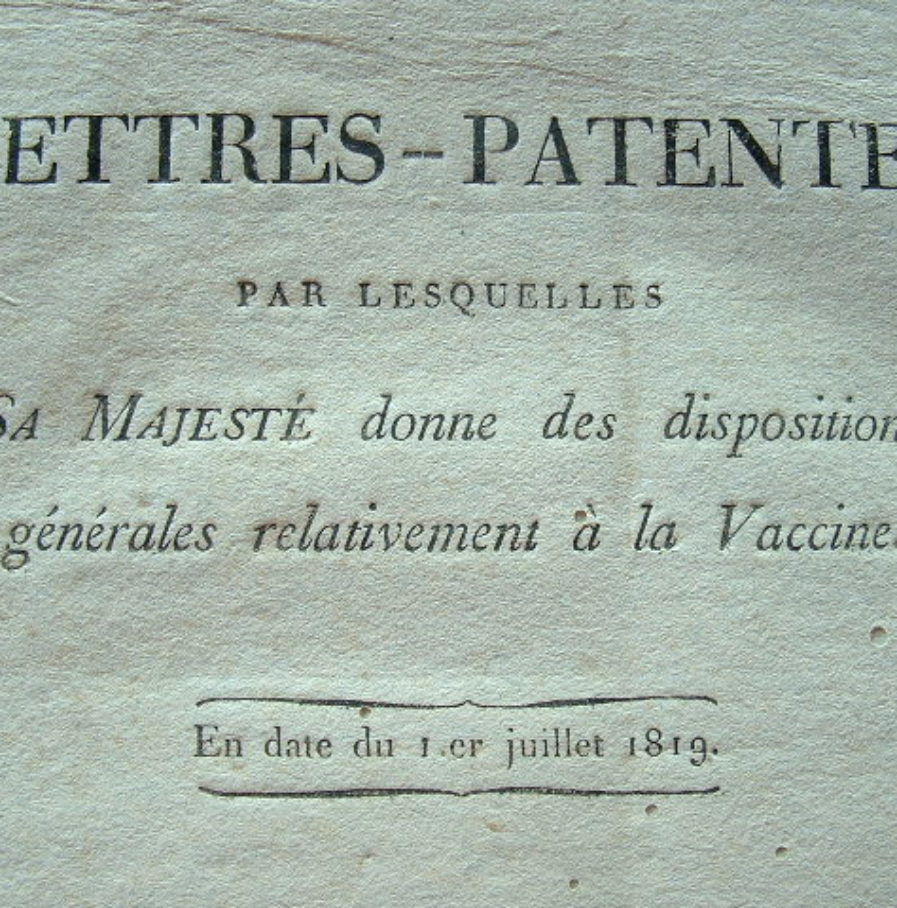 ETTRES--PATENTE
PAR LESQUELLES
SA MAJESTÉ donne des disposition
générales relativement à la Vaccine.
En date du 1.er juillet 1819.